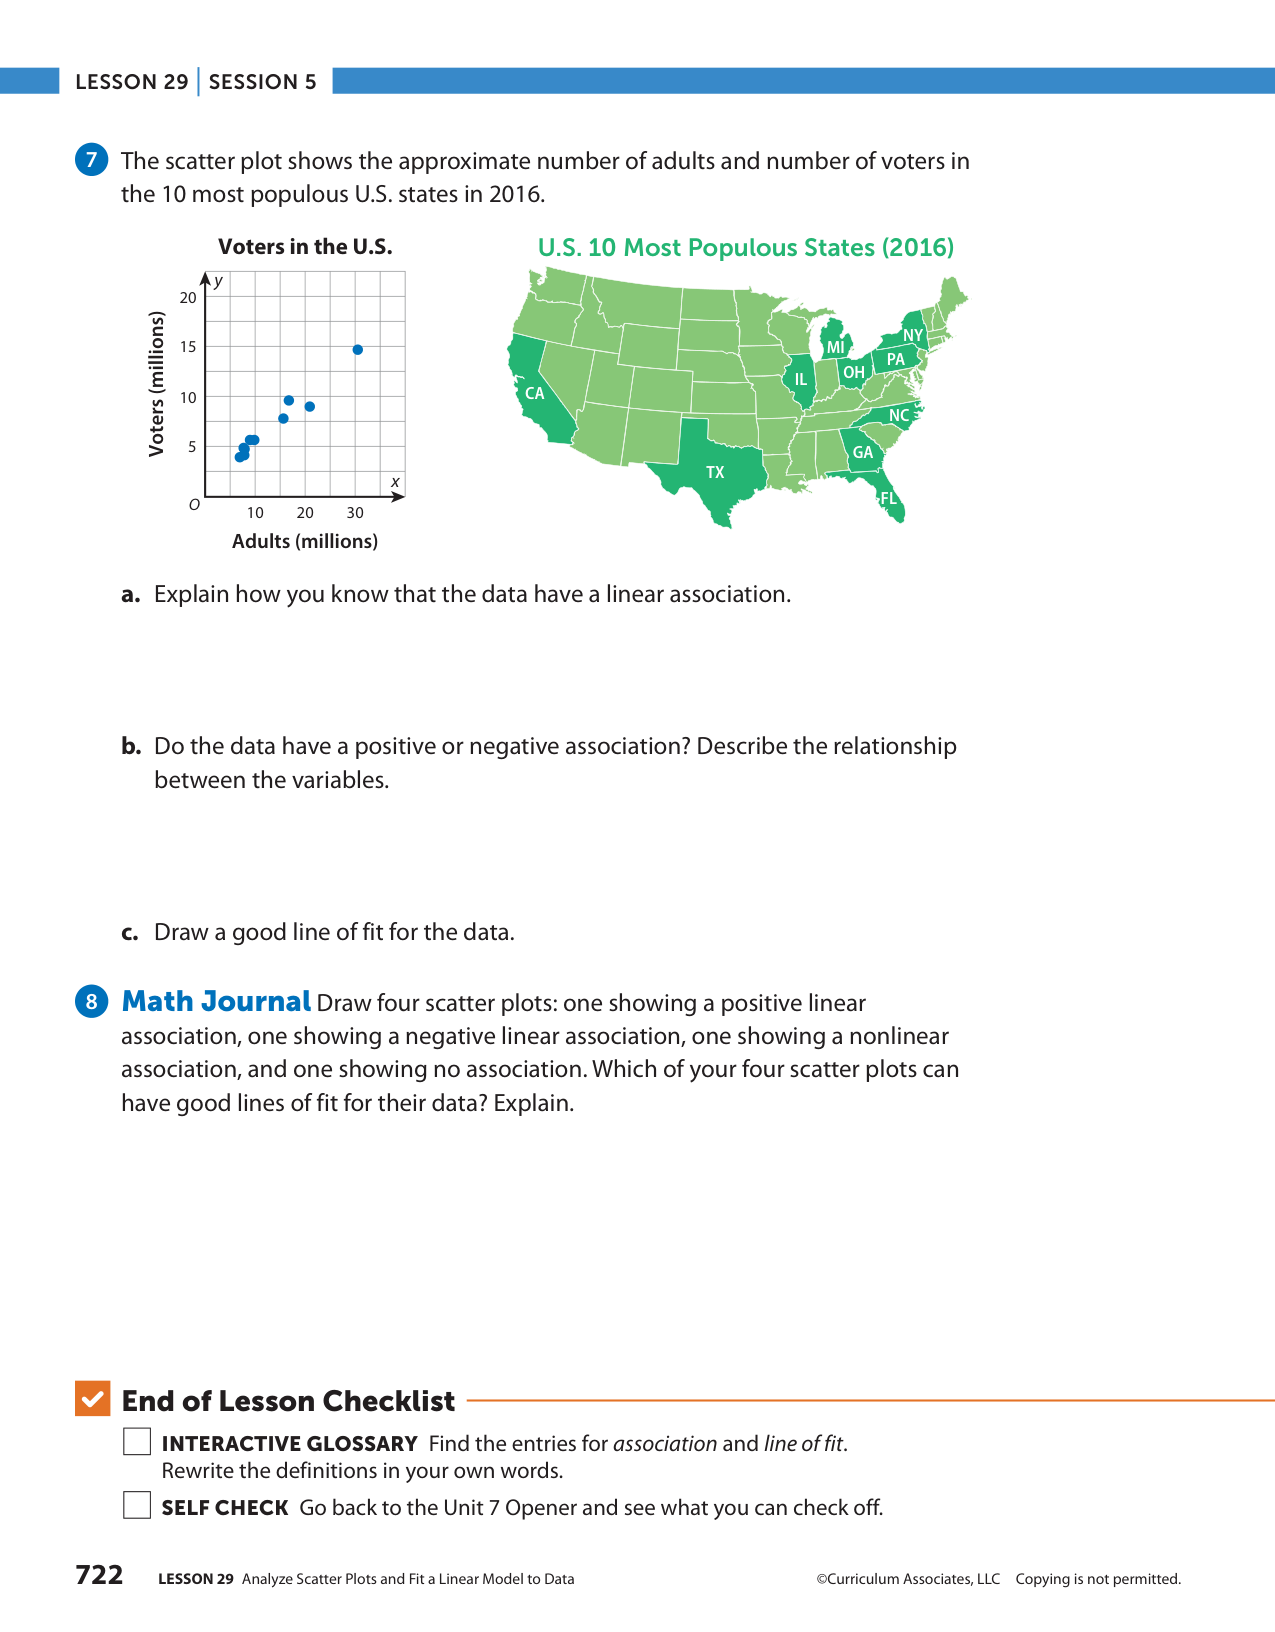 LESSON 29 | SESSION 5
7 The scatter plot shows the approximate number of adults and number of voters in
the 10 most populous U.S. states in 2016.
Voters in the U.S.
y
20
15
10
5
O
10 20 30
x
Voters (millions)
Adults (millions)
U.S. 10 Most Populous States (2016)
CA
TX
IL
MI
OH
NY
PA
NC
GA
FL
a. Explain how you know that the data have a linear association.
b. Do the data have a positive or negative association? Describe the relationship
between the variables.
c. Draw a good line of fit for the data.
8 Math Journal Draw four scatter plots: one showing a positive linear
association, one showing a negative linear association, one showing a nonlinear
association, and one showing no association. Which of your four scatter plots can
have good lines of fit for their data? Explain.
End of Lesson Checklist
INTERACTIVE GLOSSARY Find the entries for association and line of fit.
Rewrite the definitions in your own words.
SELF CHECK Go back to the Unit 7 Opener and see what you can check off.
722 LESSON 29 Analyze Scatter Plots and Fit a Linear Model to Data ©Curriculum Associates, LLC Copying is not permitted.